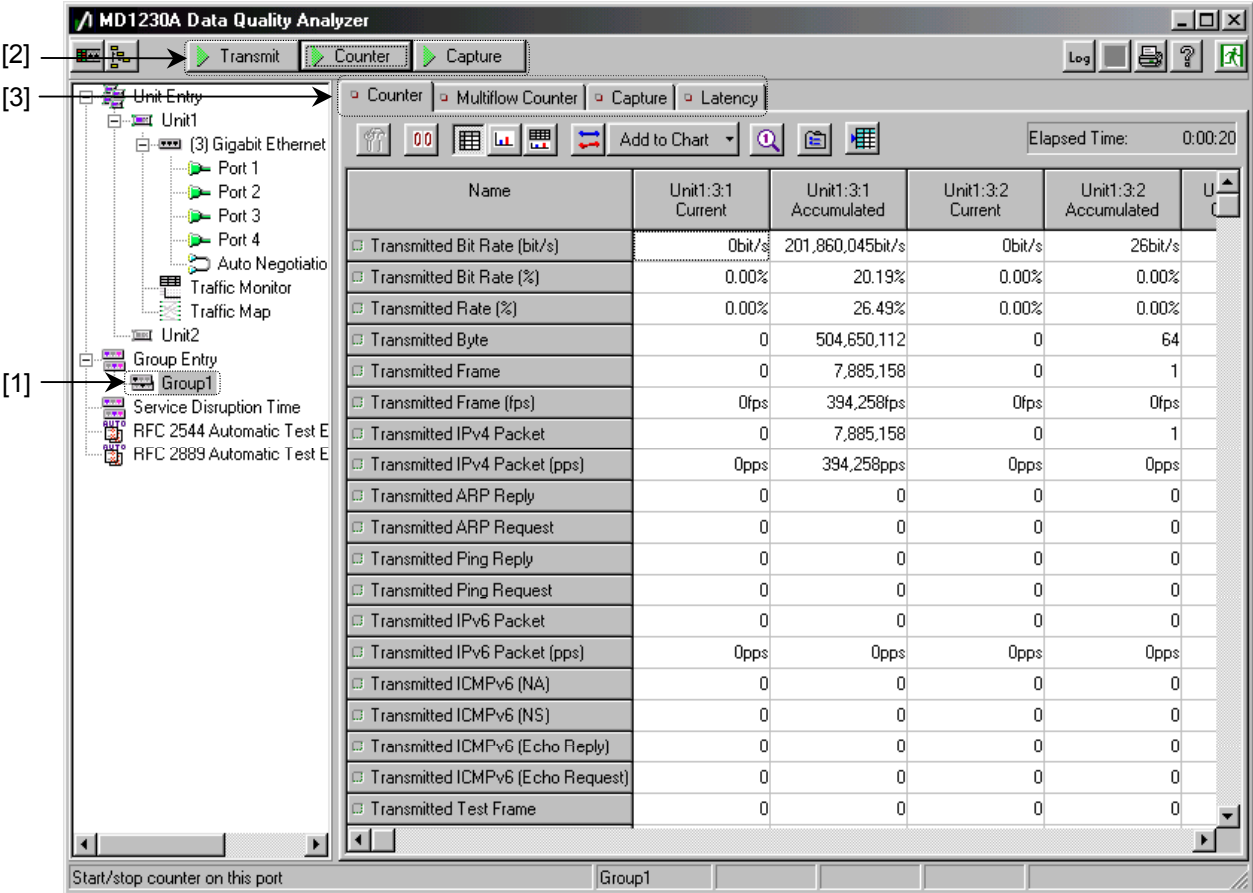 MD1230A Data Quality Analyzer
[2]
Transmit Counter Capture
Log
[3]
Unit Entry
Unit1
(3) Gigabit Ethernet
Port 1
Port 2
Port 3
Port 4
Auto Negotiatio
Traffic Monitor
Traffic Map
Unit2
Group Entry
[1]
Group1
Service Disruption Time
RFC 2544 Automatic Test E
RFC 2889 Automatic Test E
Counter Multiflow Counter Capture Latency
Add to Chart
Elapsed Time: 0:00:20
Name Unit1:3:1 Current Unit1:3:1 Accumulated Unit1:3:2 Current Unit1:3:2 Accumulated
Transmitted Bit Rate (bit/s) 0bit/s 201,860,045bit/s 0bit/s 26bit/s
Transmitted Bit Rate (%) 0.00% 20.19% 0.00% 0.00%
Transmitted Rate (%) 0.00% 26.49% 0.00% 0.00%
Transmitted Byte 0 504,650,112 0 64
Transmitted Frame 0 7,885,158 0 1
Transmitted Frame (fps) 0fps 394,258fps 0fps 0fps
Transmitted IPv4 Packet 0 7,885,158 0 1
Transmitted IPv4 Packet (pps) 0pps 394,258pps 0pps 0pps
Transmitted ARP Reply 0 0 0 0
Transmitted ARP Request 0 0 0 0
Transmitted Ping Reply 0 0 0 0
Transmitted Ping Request 0 0 0 0
Transmitted IPv6 Packet 0 0 0 0
Transmitted IPv6 Packet (pps) 0pps 0pps 0pps 0pps
Transmitted ICMPv6 (NA) 0 0 0 0
Transmitted ICMPv6 (NS) 0 0 0 0
Transmitted ICMPv6 (Echo Reply) 0 0 0 0
Transmitted ICMPv6 (Echo Request) 0 0 0 0
Transmitted Test Frame 0 0 0 0
Start/stop counter on this port
Group1